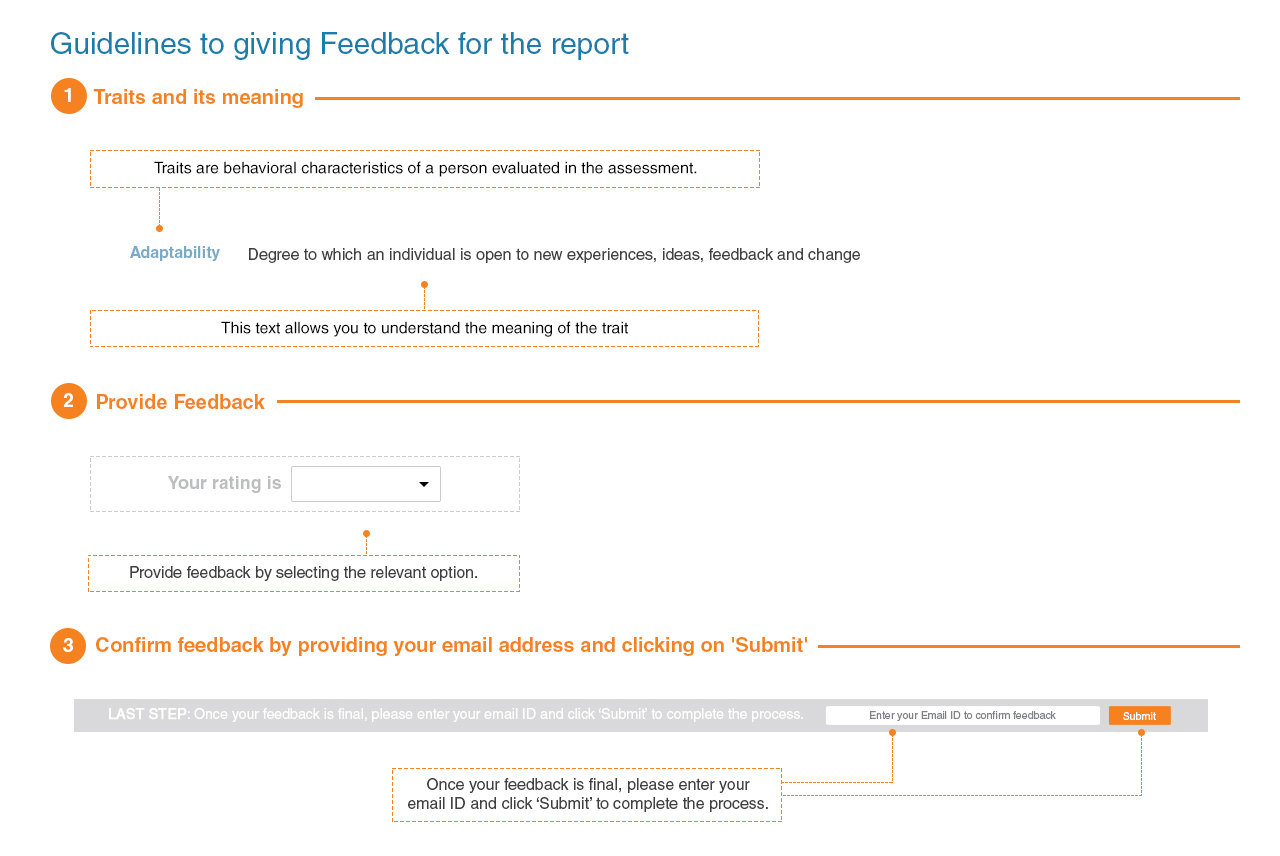 Guidelines to giving Feedback for the report
1 Traits and its meaning
Traits are behavioral characteristics of a person evaluated in the assessment.
Adaptability Degree to which an individual is open to new experiences, ideas, feedback and change
This text allows you to understand the meaning of the trait
2 Provide Feedback
Your rating is
Provide feedback by selecting the relevant option.
3 Confirm feedback by providing your email address and clicking on 'Submit'
LAST STEP: Once your feedback is final, please enter your email ID and click ‘Submit’ to complete the process. Enter your Email ID to confirm feedback Submit
Once your feedback is final, please enter your
email ID and click ‘Submit’ to complete the process.